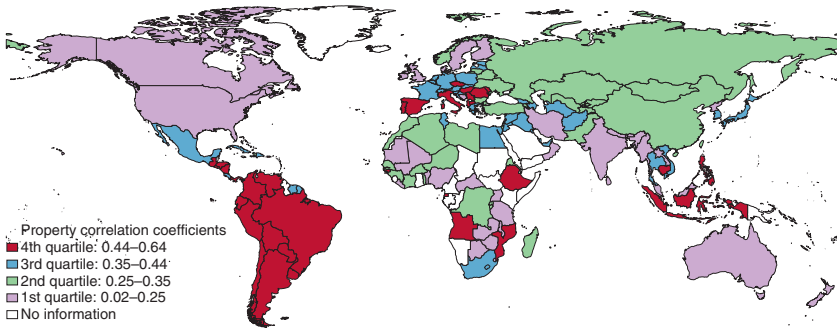 Property correlation coefficients
4th quartile: 0.44–0.64
3rd quartile: 0.35–0.44
2nd quartile: 0.25–0.35
1st quartile: 0.02–0.25
No information